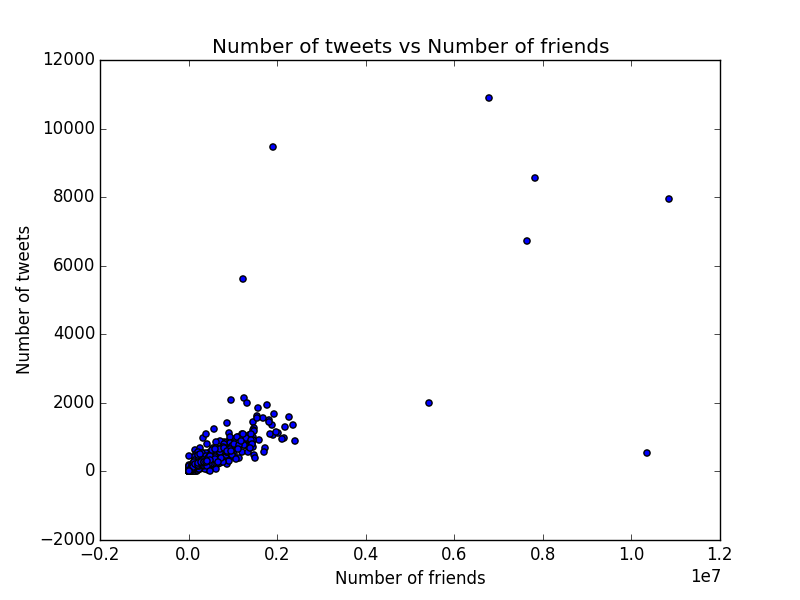 Number of tweets vs Number of friends
12000
10000
8000
6000
4000
2000
0
−2000
Number of tweets
−0.2 0.0 0.2 0.4 0.6 0.8 1.0 1.2
1e7
Number of friends